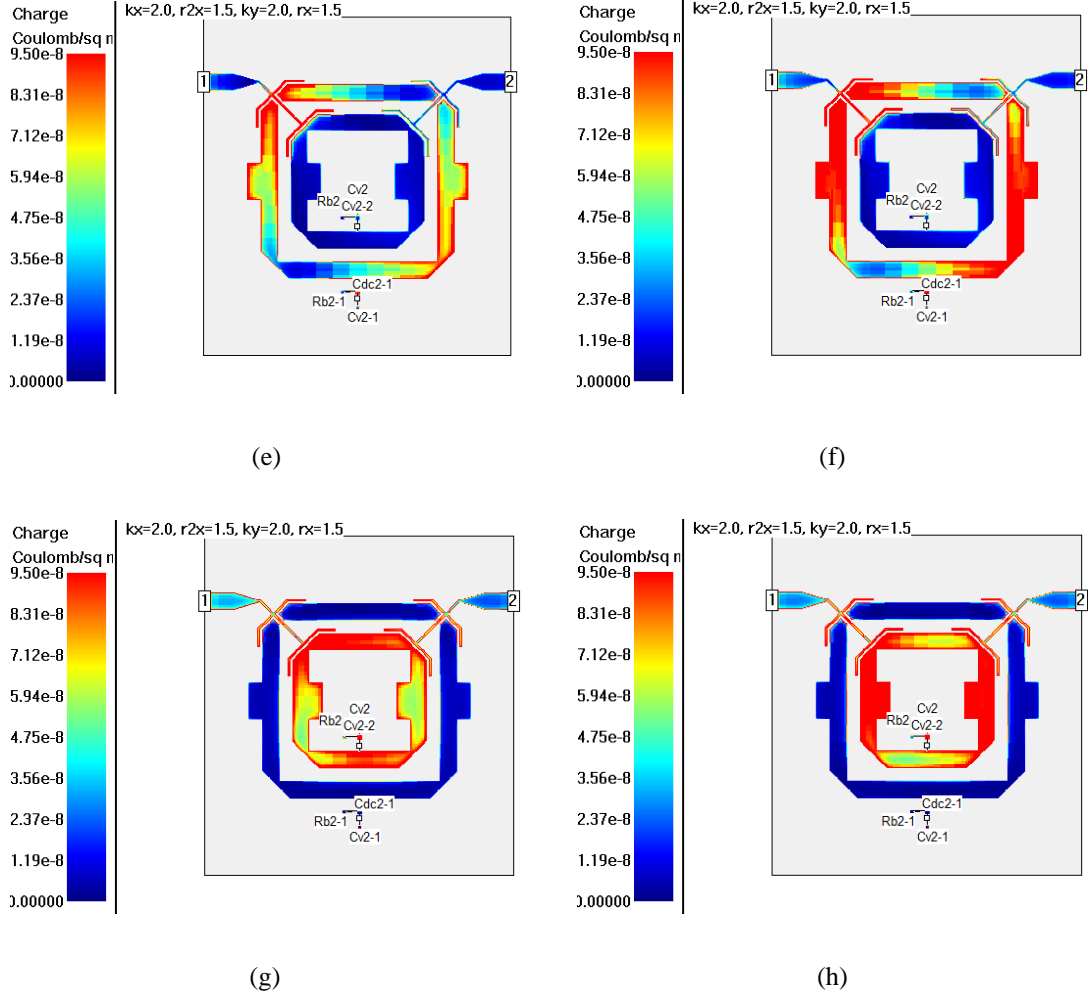 Charge
Coulomb/sq n
9.50e-8
8.31e-8
7.12e-8
5.94e-8
4.75e-8
3.56e-8
2.37e-8
1.19e-8
0.00000
kx=2.0, r2x=1.5, ky=2.0, rx=1.5
1
2
Cv2
Rb2
Cv2-2
Cdc2-1
Rb2-1
Cv2-1
(e)
Charge
Coulomb/sq n
9.50e-8
8.31e-8
7.12e-8
5.94e-8
4.75e-8
3.56e-8
2.37e-8
1.19e-8
0.00000
kx=2.0, r2x=1.5, ky=2.0, rx=1.5
1
2
Cv2
Rb2
Cv2-2
Cdc2-1
Rb2-1
Cv2-1
(f)
Charge
Coulomb/sq n
9.50e-8
8.31e-8
7.12e-8
5.94e-8
4.75e-8
3.56e-8
2.37e-8
1.19e-8
0.00000
kx=2.0, r2x=1.5, ky=2.0, rx=1.5
1
2
Cv2
Rb2
Cv2-2
Cdc2-1
Rb2-1
Cv2-1
(g)
Charge
Coulomb/sq n
9.50e-8
8.31e-8
7.12e-8
5.94e-8
4.75e-8
3.56e-8
2.37e-8
1.19e-8
0.00000
kx=2.0, r2x=1.5, ky=2.0, rx=1.5
1
2
Cv2
Rb2
Cv2-2
Cdc2-1
Rb2-1
Cv2-1
(h)